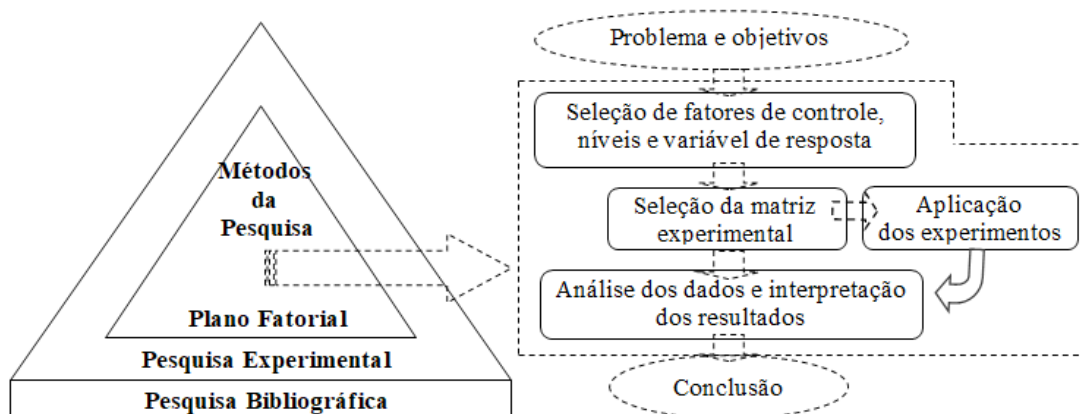 Métodos
da
Pesquisa
Plano Fatorial
Pesquisa Experimental
Pesquisa Bibliográfica
Problema e objetivos
Seleção de fatores de controle,
níveis e variável de resposta
Seleção da matriz
experimental
Aplicação
dos experimentos
Análise dos dados e interpretação
dos resultados
Conclusão